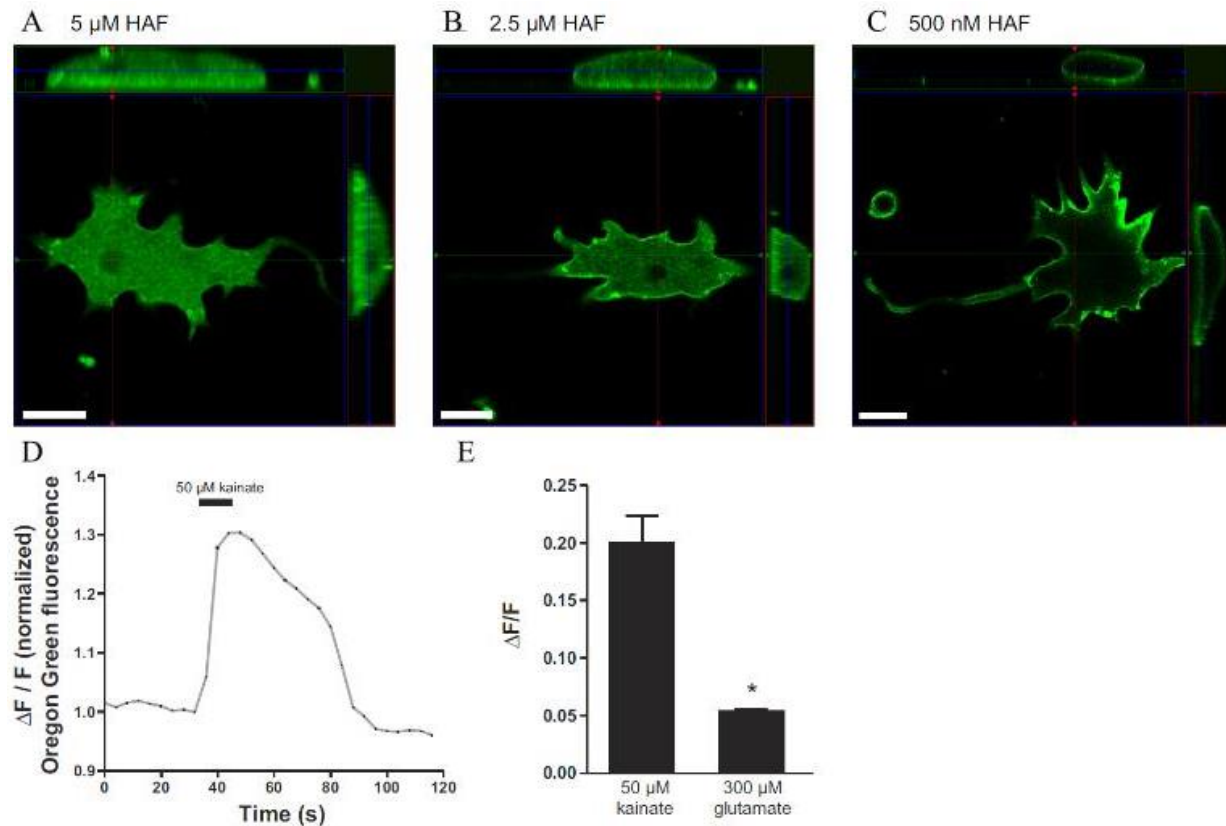 A 5 µM HAF
B 2.5 µM HAF
C 500 nM HAF
D
ΔF / F (normalized)
Oregon Green fluorescence
1.4
1.3
1.2
1.1
1.0
0.9
50 µM kainate
0 20 40 60 80 100 120
Time (s)
E
ΔF/F
0.25
0.20
0.15
0.10
0.05
0.00
*
50 µM
kainate
300 µM
glutamate